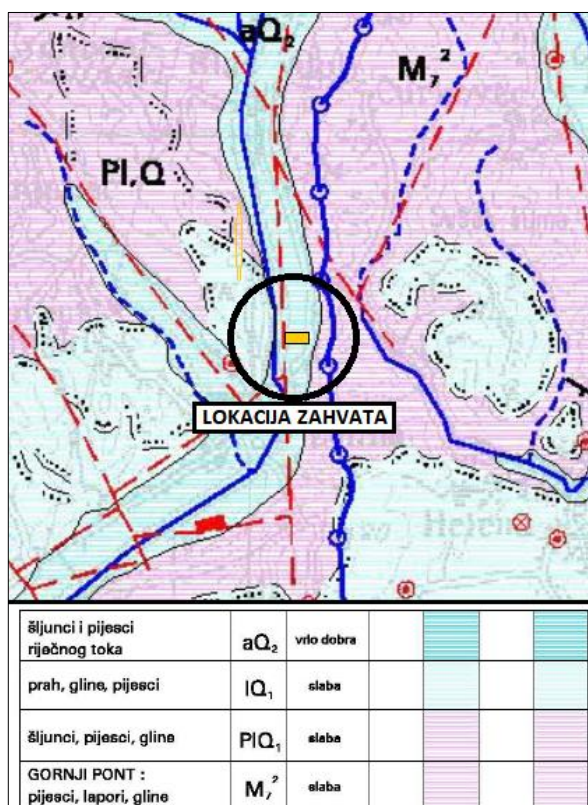 aQ₂
M₇²
Pl,Q
LOKACIJA ZAHVATA
šljunci i pijesci
riječnog toka
aQ₂
vrlo dobra
prah, gline, pijesci
lQ₁
slaba
šljunci, pijesci, gline
PlQ₁
slaba
GORNJI PONT :
pijesci, lapori, gline
M₇²
slaba